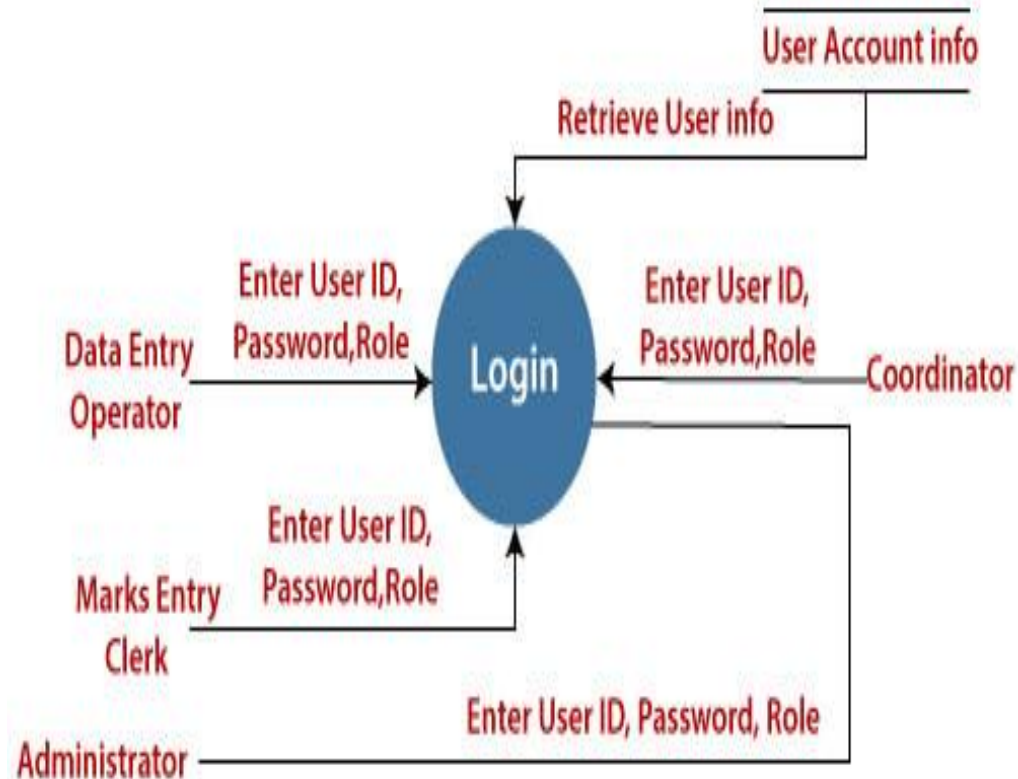 User Account info
Retrieve User info
Enter User ID,
Password,Role
Enter User ID,
Password,Role
Data Entry
Operator
Login
Coordinator
Enter User ID,
Password,Role
Marks Entry
Clerk
Enter User ID, Password, Role
Administrator